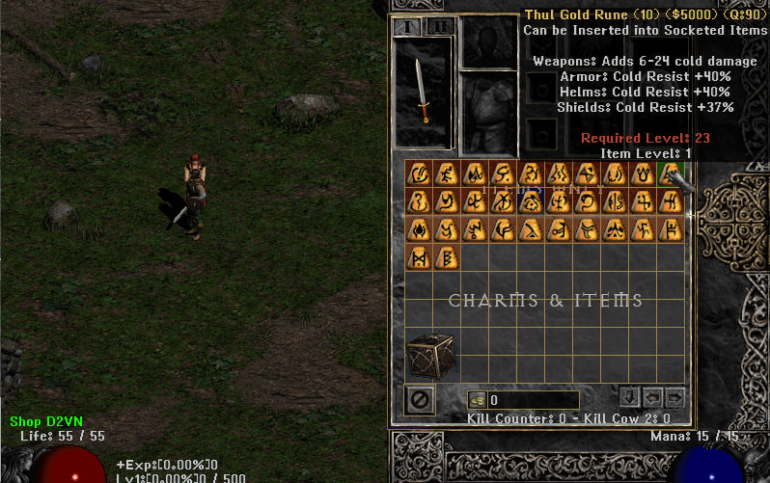 Thul Gold Rune (10) ($5000) (Q:90)
Can be Inserted into Socketed Items
Weapons: Adds 6-24 cold damage
Armor: Cold Resist +40%
Helms: Cold Resist +40%
Shields: Cold Resist +37%
Required Level: 23
Item Level: 1
I II
ITEMS ONLY
CHARMS & ITEMS
0
Kill Counter: 0 - Kill Cow 2: 0
Shop D2VN
Life: 55 / 55
Mana: 15 / 15
+Exp:[0.00%]0
Lv1:[0.00%]0 / 500